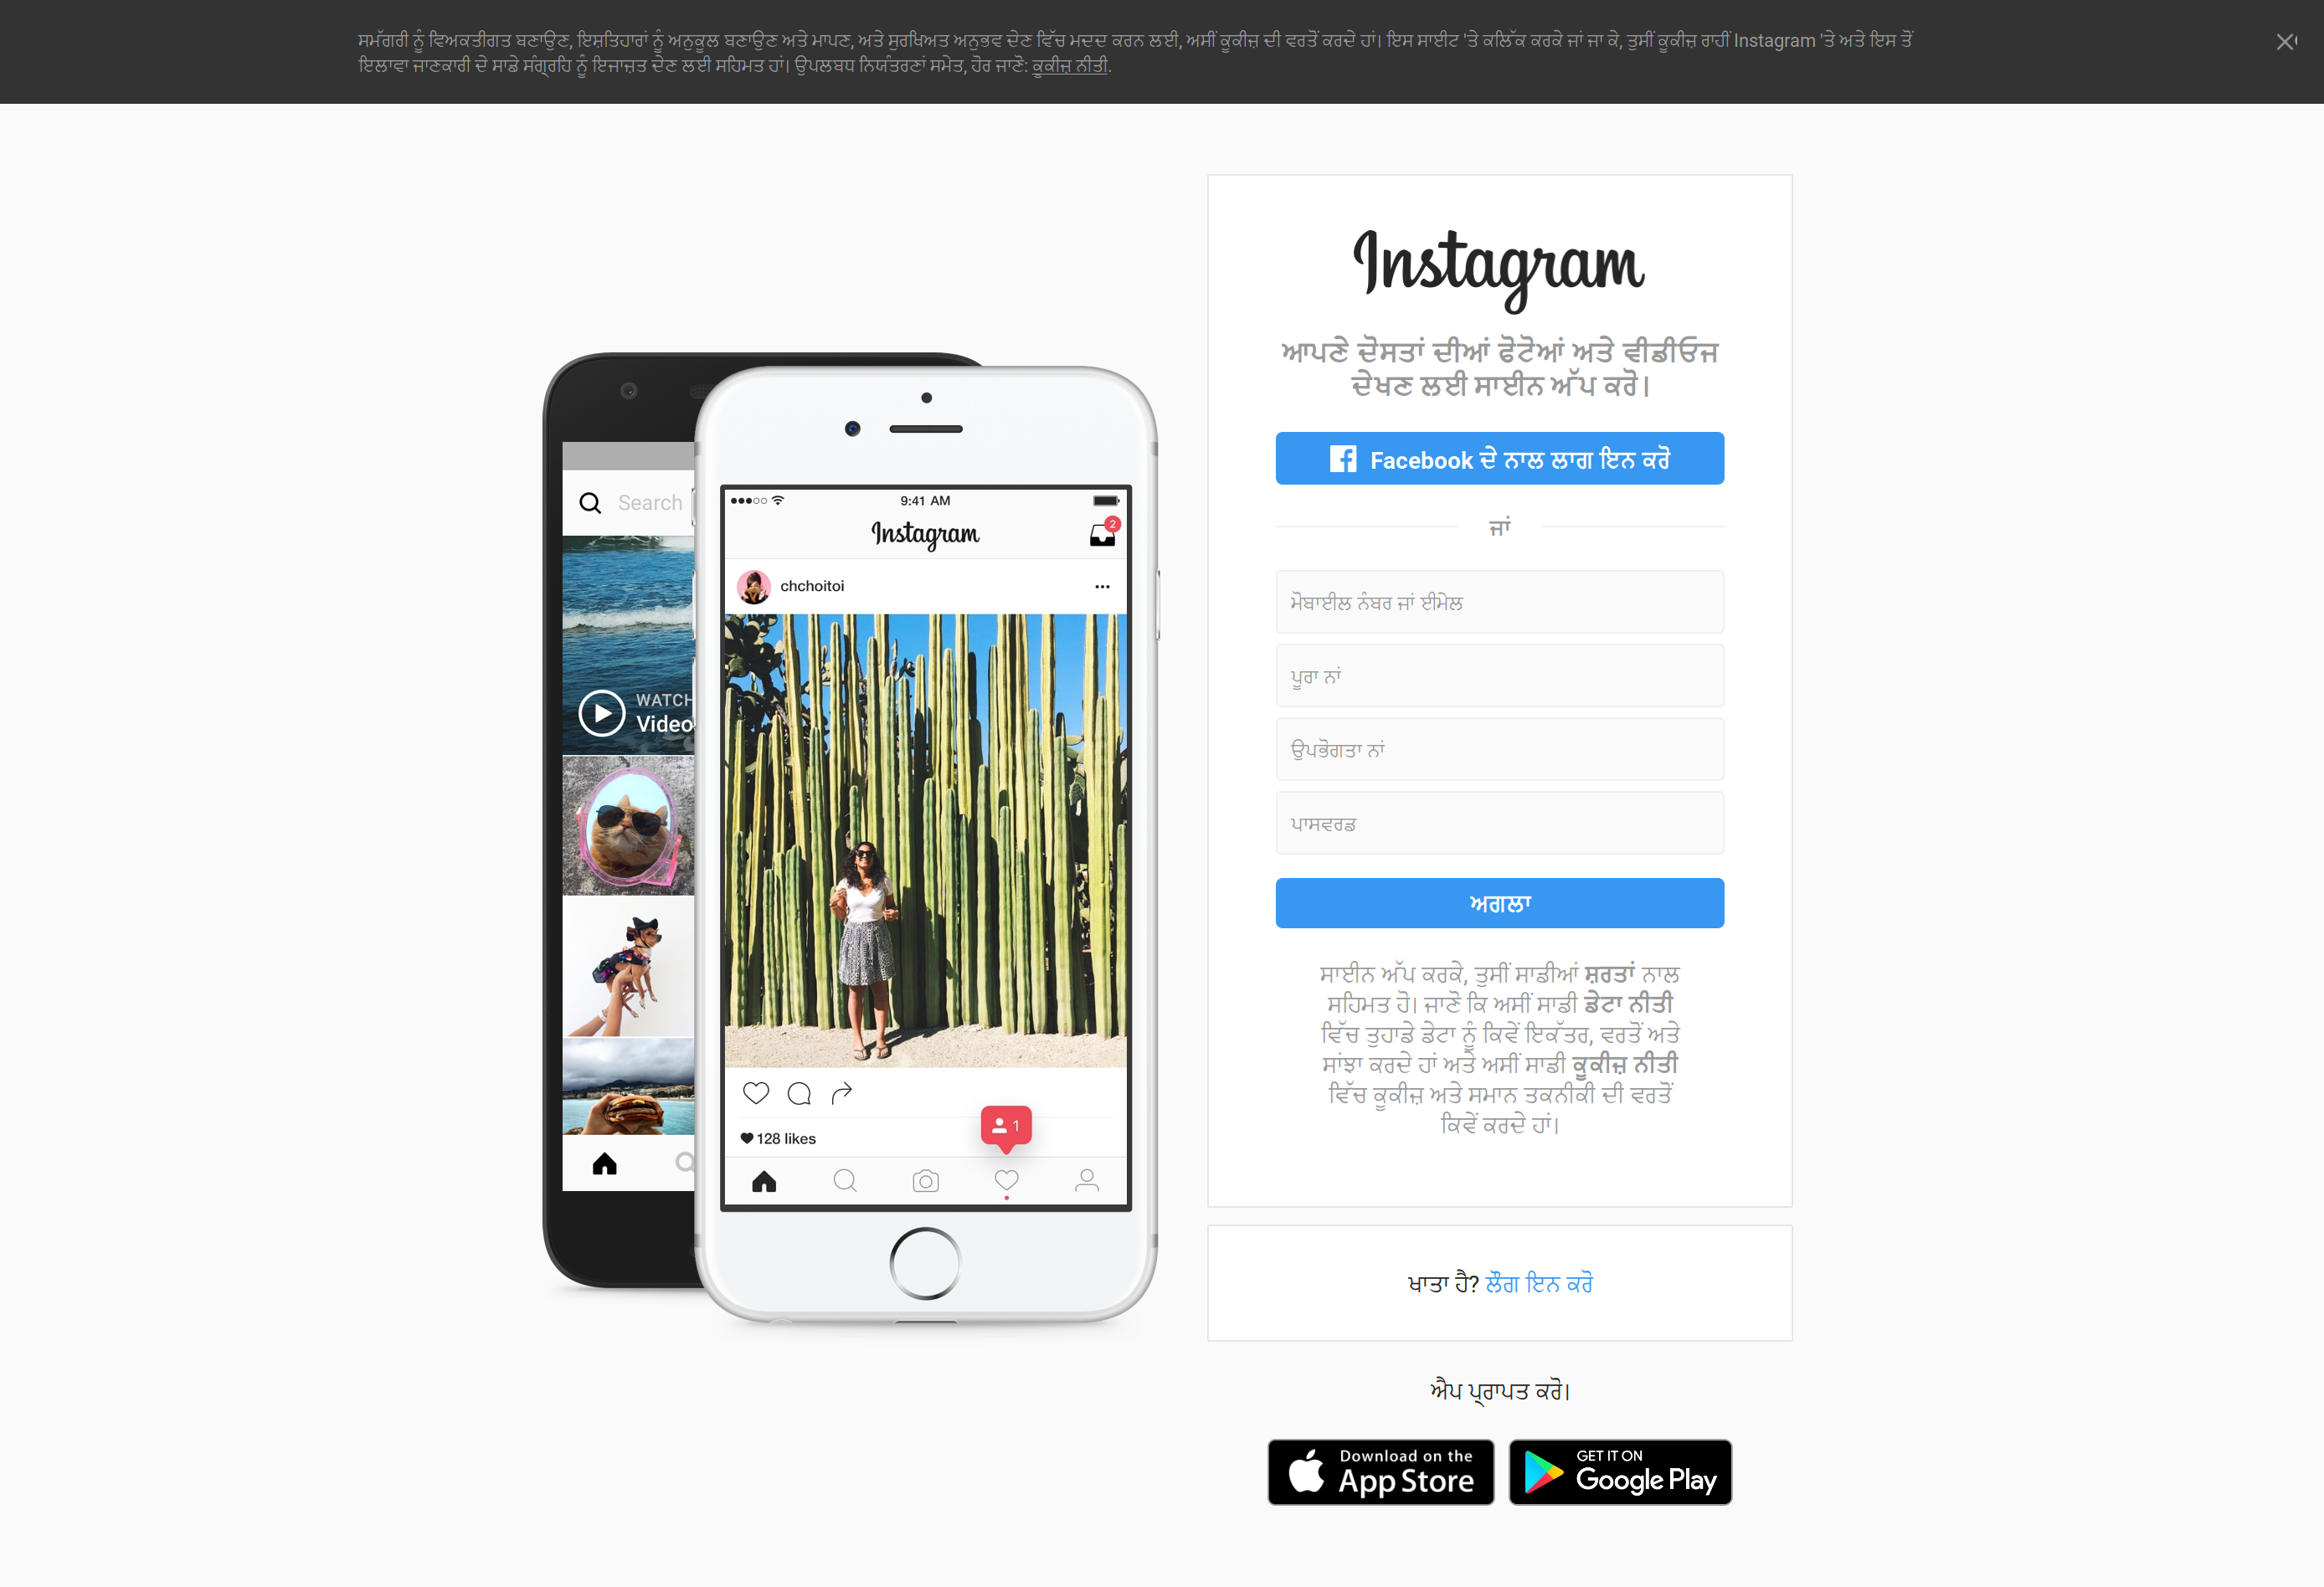 ਸਮੱਗਰੀ ਨੂੰ ਵਿਅਕਤੀਗਤ ਬਣਾਉਣ, ਇਸ਼ਤਿਹਾਰਾਂ ਨੂੰ ਅਨੁਕੂਲ ਬਣਾਉਣ ਅਤੇ ਮਾਪਣ, ਅਤੇ ਸੁਰਖਿਅਤ ਅਨੁਭਵ ਦੇਣ ਵਿੱਚ ਮਦਦ ਕਰਨ ਲਈ, ਅਸੀਂ ਕੂਕੀਜ਼ ਦੀ ਵਰਤੋਂ ਕਰਦੇ ਹਾਂ। ਇਸ ਸਾਈਟ 'ਤੇ ਕਲਿੱਕ ਕਰਕੇ ਜਾਂ ਜਾ ਕੇ, ਤੁਸੀਂ ਕੂਕੀਜ਼ ਰਾਹੀਂ Instagram 'ਤੇ ਅਤੇ ਇਸ ਤੋਂ
ਇਲਾਵਾ ਜਾਣਕਾਰੀ ਦੇ ਸਾਡੇ ਸੰਗ੍ਰਹਿ ਨੂੰ ਇਜਾਜ਼ਤ ਦੇਣ ਲਈ ਸਹਿਮਤ ਹਾਂ। ਉਪਲਬਧ ਨਿਯੰਤਰਣਾਂ ਸਮੇਤ, ਹੋਰ ਜਾਣੋ: ਕੂਕੀਜ਼ ਨੀਤੀ.
Search
WATCH
Video
9:41 AM
Instagram
2
chchoitoi
1
128 likes
Instagram
ਆਪਣੇ ਦੋਸਤਾਂ ਦੀਆਂ ਫੋਟੋਆਂ ਅਤੇ ਵੀਡੀਓਜ
ਦੇਖਣ ਲਈ ਸਾਈਨ ਅੱਪ ਕਰੋ।
Facebook ਦੇ ਨਾਲ ਲਾਗ ਇਨ ਕਰੋ
ਜਾਂ
ਮੋਬਾਈਲ ਨੰਬਰ ਜਾਂ ਈਮੇਲ
ਪੂਰਾ ਨਾਂ
ਉਪਭੋਗਤਾ ਨਾਂ
ਪਾਸਵਰਡ
ਅਗਲਾ
ਸਾਈਨ ਅੱਪ ਕਰਕੇ, ਤੁਸੀਂ ਸਾਡੀਆਂ ਸ਼ਰਤਾਂ ਨਾਲ
ਸਹਿਮਤ ਹੋ। ਜਾਣੋ ਕਿ ਅਸੀਂ ਸਾਡੀ ਡੇਟਾ ਨੀਤੀ
ਵਿੱਚ ਤੁਹਾਡੇ ਡੇਟਾ ਨੂੰ ਕਿਵੇਂ ਇਕੱਤਰ, ਵਰਤੋਂ ਅਤੇ
ਸਾਂਝਾ ਕਰਦੇ ਹਾਂ ਅਤੇ ਅਸੀਂ ਸਾਡੀ ਕੂਕੀਜ਼ ਨੀਤੀ
ਵਿੱਚ ਕੂਕੀਜ਼ ਅਤੇ ਸਮਾਨ ਤਕਨੀਕੀ ਦੀ ਵਰਤੋਂ
ਕਿਵੇਂ ਕਰਦੇ ਹਾਂ।
ਖਾਤਾ ਹੈ? ਲੌਗ ਇਨ ਕਰੋ
ਐਪ ਪ੍ਰਾਪਤ ਕਰੋ।
Download on the
App Store
GET IT ON
Google Play